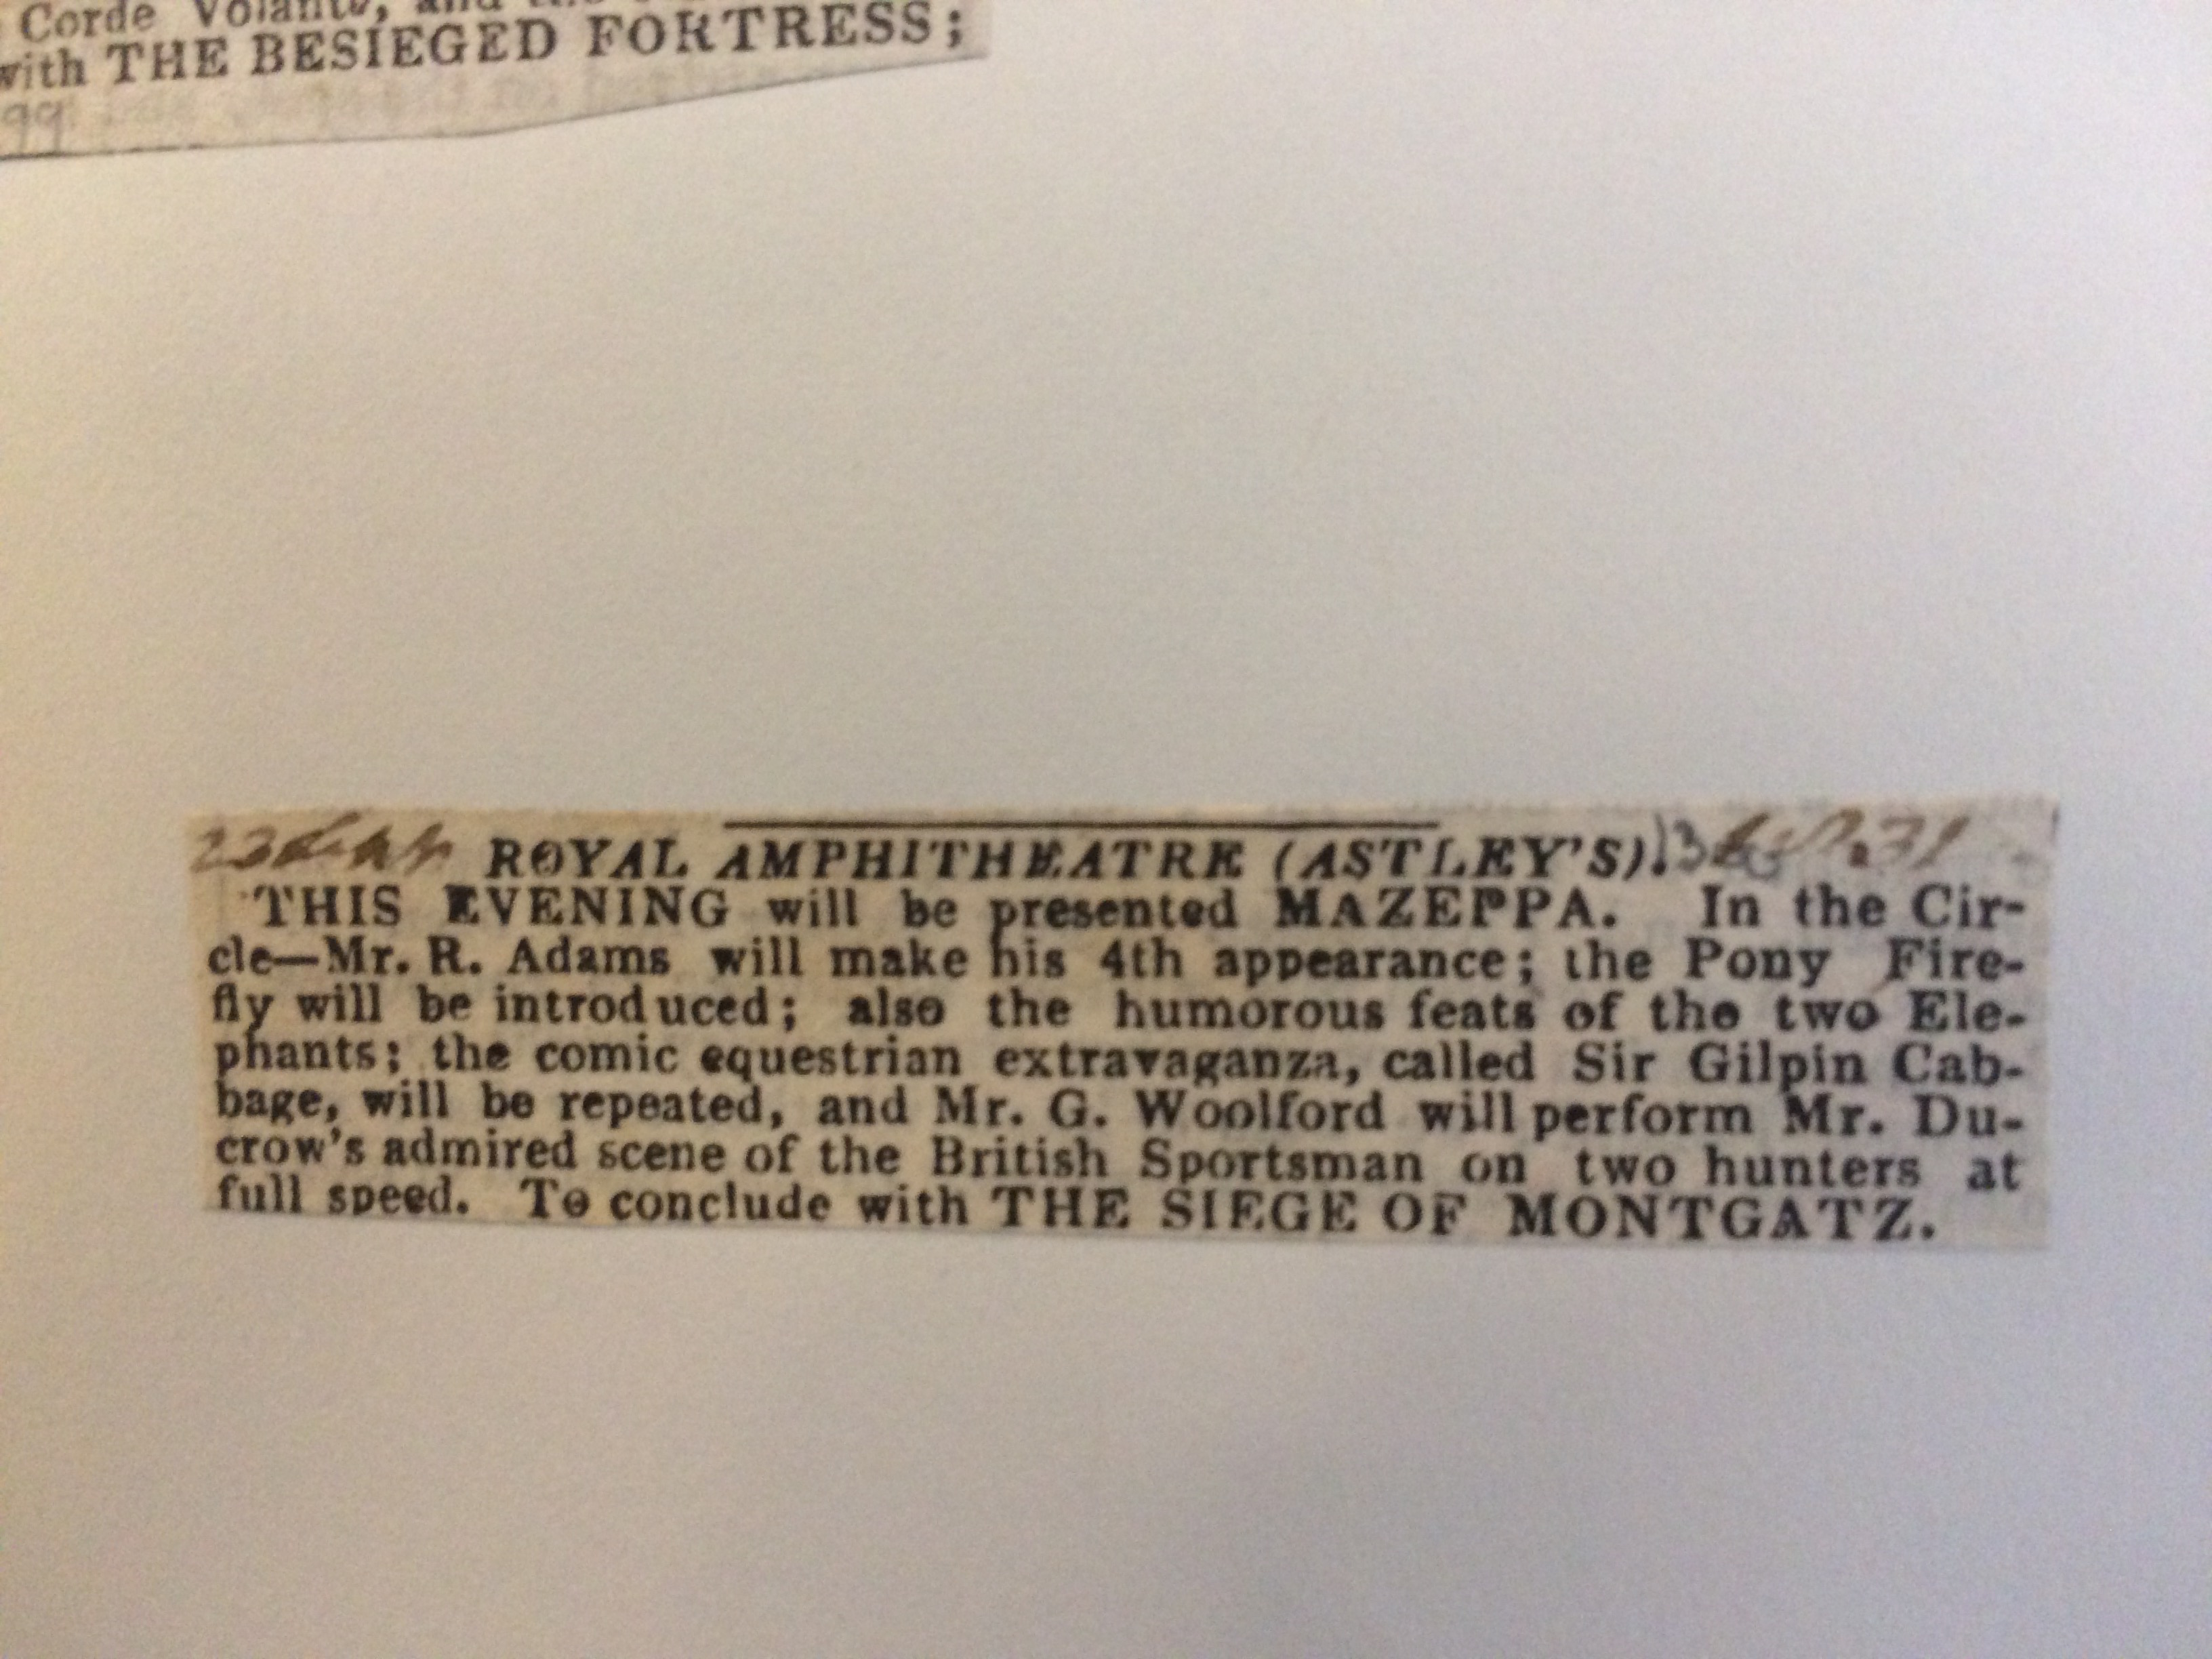 Corde Volante, and
with THE BESIEGED FORTRESS;
99
23 ROYAL AMPHITHEATRE (ASTLEY'S). 31
THIS EVENING will be presented MAZEPPA. In the Cir-
cle—Mr. R. Adams will make his 4th appearance; the Pony Fire-
fly will be introduced; also the humorous feats of the two Ele-
phants; the comic equestrian extravaganza, called Sir Gilpin Cab-
bage, will be repeated, and Mr. G. Woolford will perform Mr. Du-
crow's admired scene of the British Sportsman on two hunters at
full speed. To conclude with THE SIEGE OF MONTGATZ.